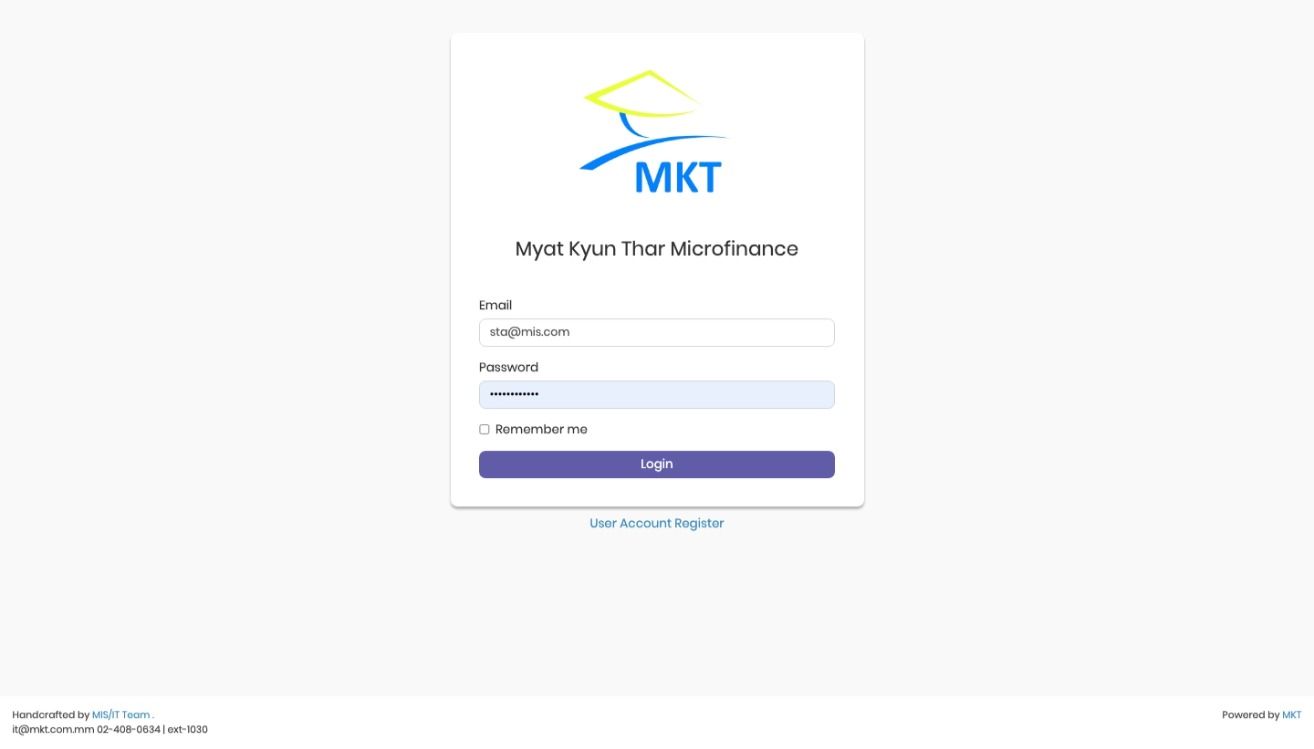 MKT
Myat Kyun Thar Microfinance
Email
sta@mis.com
Password
••••••••••••
Remember me
Login
User Account Register
Handcrafted by MIS/IT Team .
it@mkt.com.mm 02-408-0634 | ext-1030
Powered by MKT